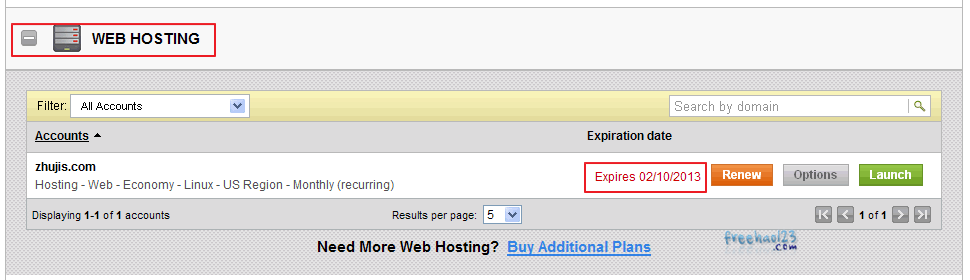 WEB HOSTING
Filter: All Accounts Search by domain
Accounts Expiration date
zhujis.com
Hosting - Web - Economy - Linux - US Region - Monthly (recurring) Expires 02/10/2013 Renew Options Launch
Displaying 1-1 of 1 accounts Results per page: 5 1 of 1
Need More Web Hosting? Buy Additional Plans
freehao123
.com